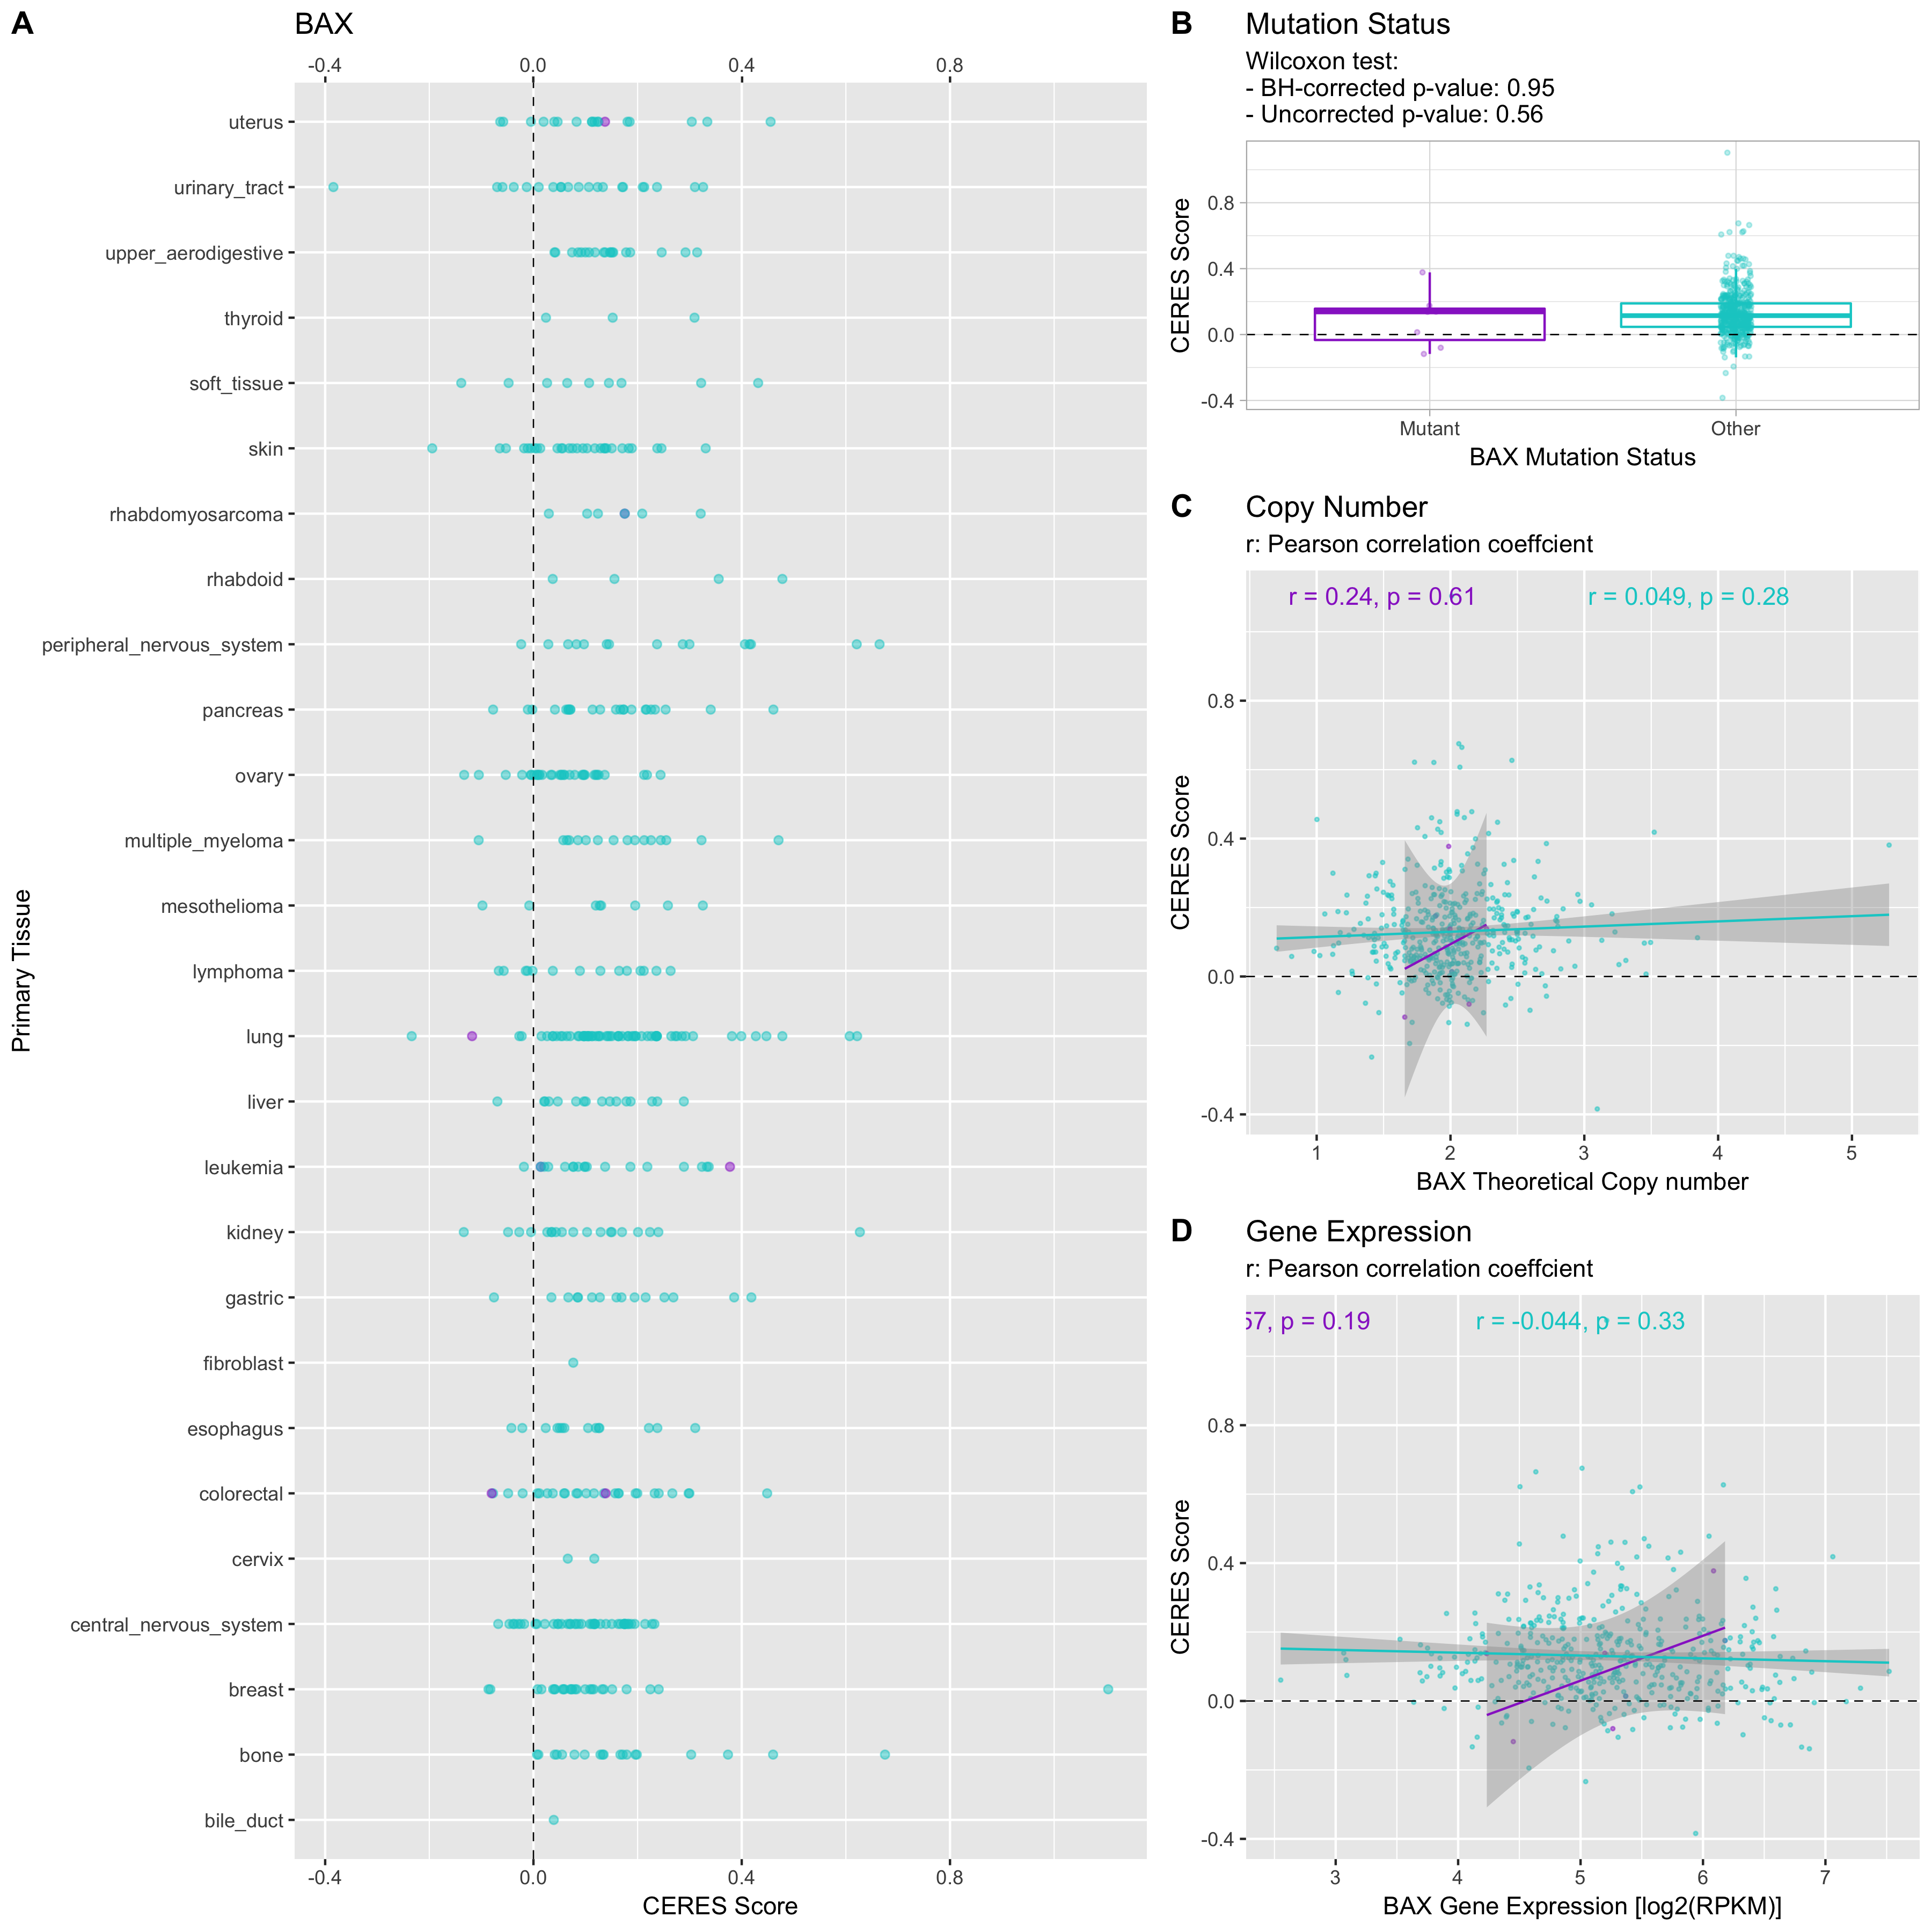 A
BAX
-0.4 0.0 0.4 0.8
uterus
urinary_tract
upper_aerodigestive
thyroid
soft_tissue
skin
rhabdomyosarcoma
rhabdoid
peripheral_nervous_system
pancreas
ovary
multiple_myeloma
mesothelioma
lymphoma
lung
liver
leukemia
kidney
gastric
fibroblast
esophagus
colorectal
cervix
central_nervous_system
breast
bone
bile_duct
Primary Tissue
-0.4 0.0 0.4 0.8
CERES Score
B
Mutation Status
Wilcoxon test:
- BH-corrected p-value: 0.95
- Uncorrected p-value: 0.56
CERES Score
0.8
0.4
0.0
-0.4
Mutant Other
BAX Mutation Status
C
Copy Number
r: Pearson correlation coeffcient
r = 0.24, p = 0.61 r = 0.049, p = 0.28
CERES Score
0.8
0.4
0.0
-0.4
1 2 3 4 5
BAX Theoretical Copy number
D
Gene Expression
r: Pearson correlation coeffcient
57, p = 0.19 r = -0.044, p = 0.33
CERES Score
0.8
0.4
0.0
-0.4
3 4 5 6 7
BAX Gene Expression [log2(RPKM)]